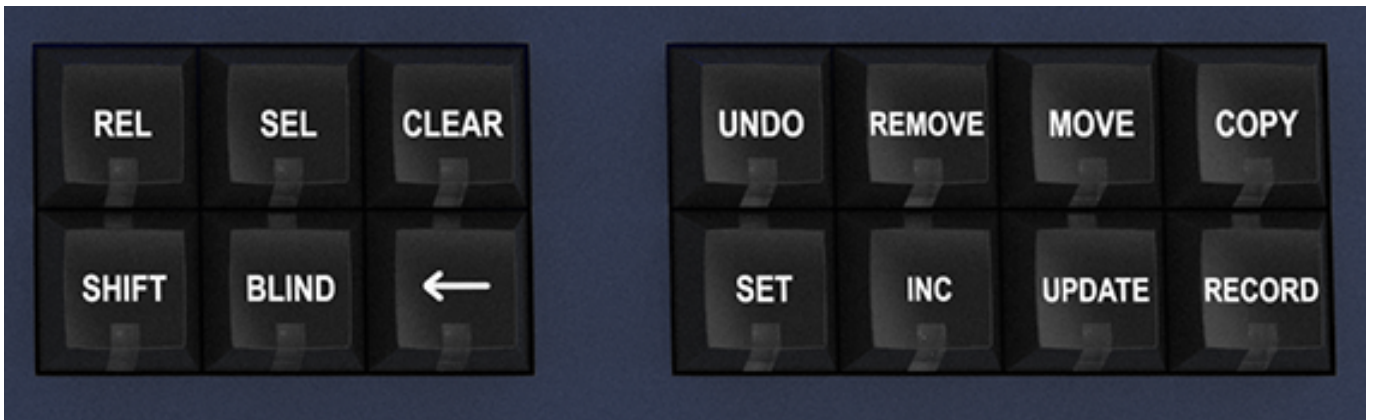 REL SEL CLEAR
SHIFT BLIND ←
UNDO REMOVE MOVE COPY
SET INC UPDATE RECORD